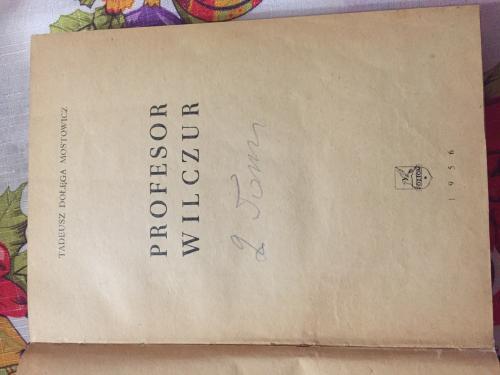 TADEUSZ DOŁĘGA MOSTOWICZ
PROFESOR
WILCZUR
2 Tom
1956